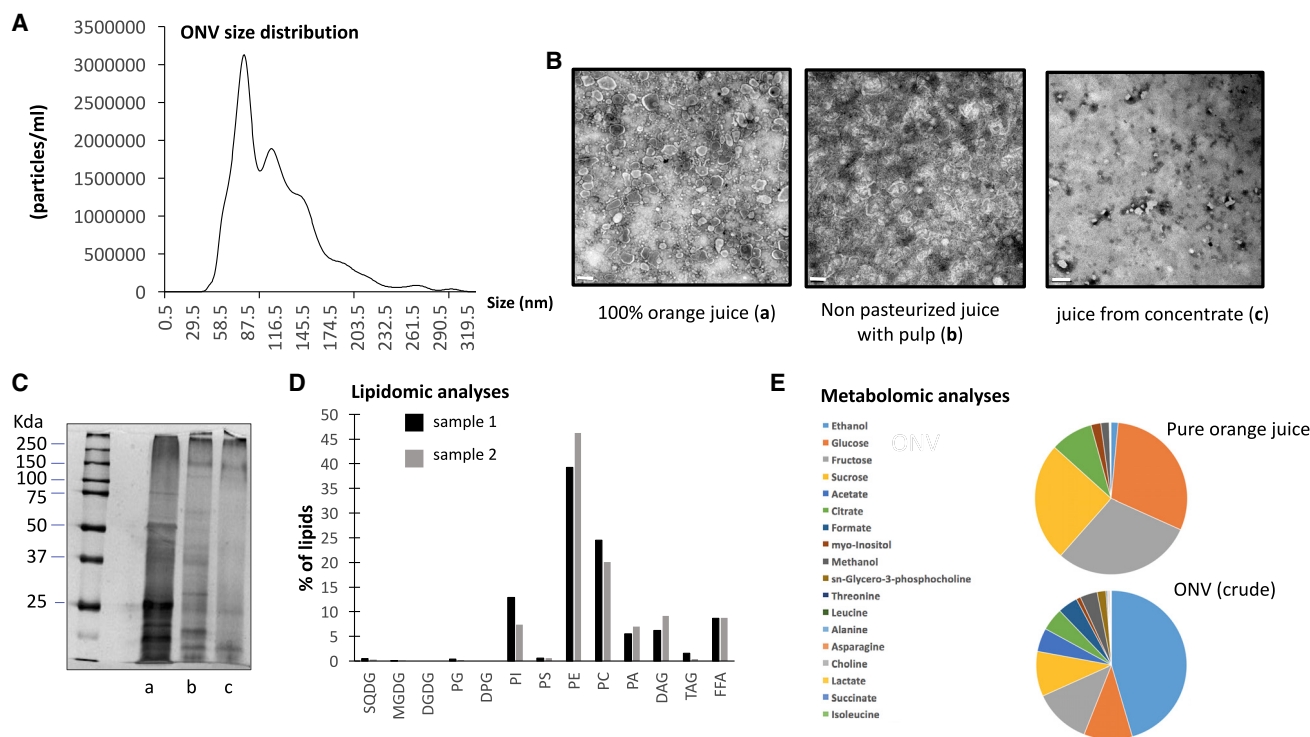 A
ONV size distribution
3500000
3000000
2500000
2000000
1500000
1000000
500000
0
(particles/ml)
0.5
29.5
58.5
87.5
116.5
145.5
174.5
203.5
232.5
261.5
290.5
319.5
Size (nm)
B
100% orange juice (a)
Non pasteurized juice
with pulp (b)
juice from concentrate (c)
C
Kda
250
150
100
75
50
37
25
a b c
D
Lipidomic analyses
sample 1
sample 2
% of lipids
50
45
40
35
30
25
20
15
10
5
0
SQDG
MGDG
DGDG
PG
DPG
PI
PS
PE
PC
PA
DAG
TAG
FFA
E
Metabolomic analyses
ONV
Ethanol
Glucose
Fructose
Sucrose
Acetate
Citrate
Formate
myo-Inositol
Methanol
sn-Glycero-3-phosphocholine
Threonine
Leucine
Alanine
Asparagine
Choline
Lactate
Succinate
Isoleucine
Pure orange juice
ONV (crude)